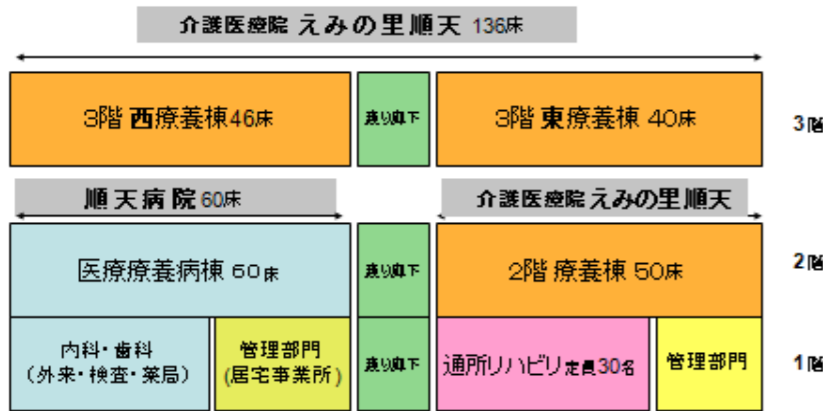 介護医療院 えみの里順天 136床
3階 西療養棟46床
渡り廊下
3階 東療養棟 40床
3階
順天病院 60床
介護医療院 えみの里順天
医療療養病棟 60床
渡り廊下
2階 療養棟 50床
2階
内科・歯科
(外来・検査・薬局)
管理部門
(居宅事業所)
渡り廊下
通所リハビリ 定員30名
管理部門
1階